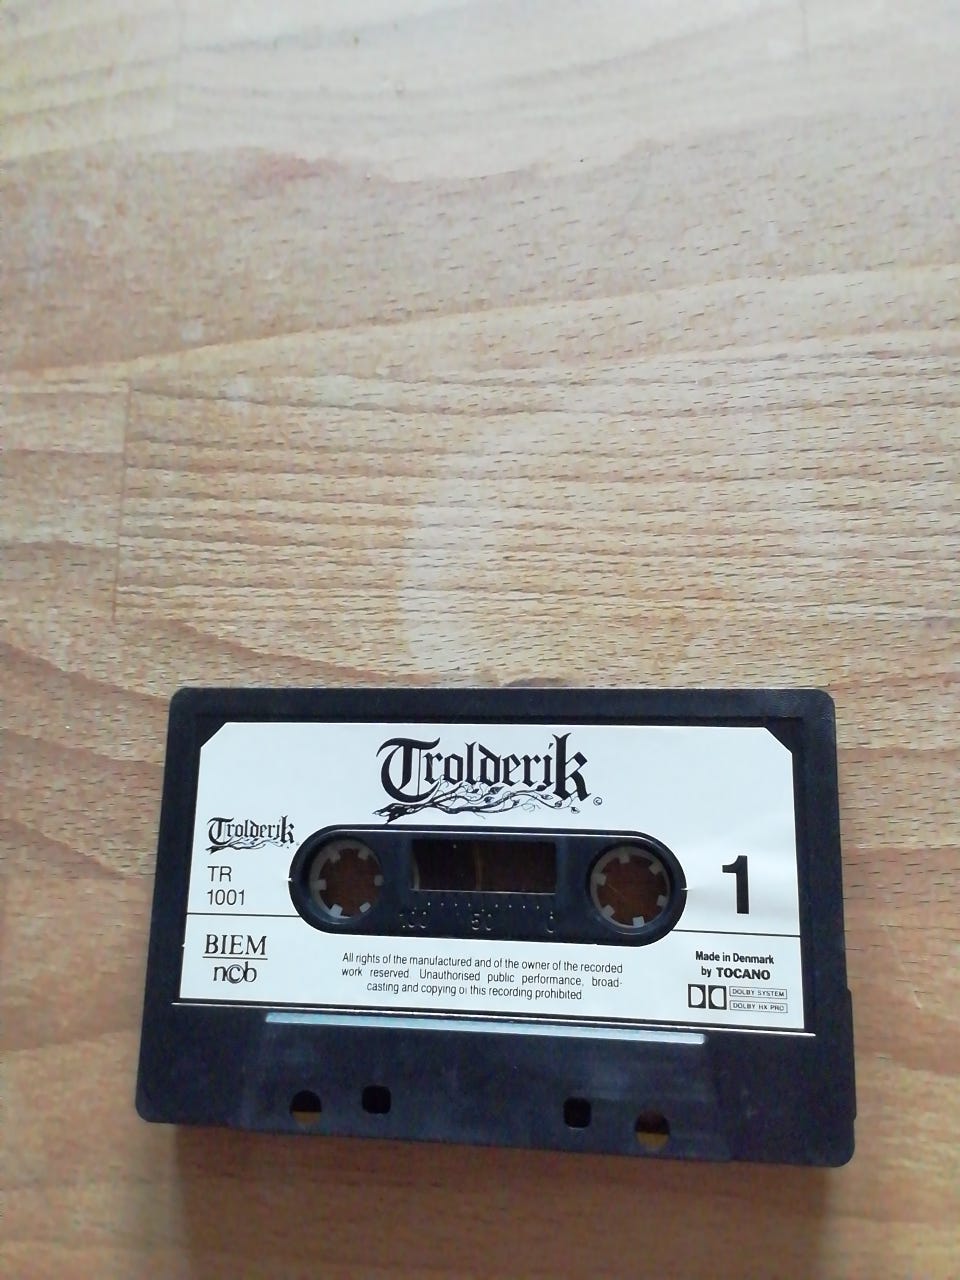 Trolderik
©
Trolderik
TR
1001
1
BIEM
n©b
All rights of the manufactured and of the owner of the recorded
work reserved. Unauthorised public performance, broad-
casting and copying of this recording prohibited
Made in Denmark
by TOCANO
DOLBY SYSTEM
DOLBY HX PRO
100 50 0